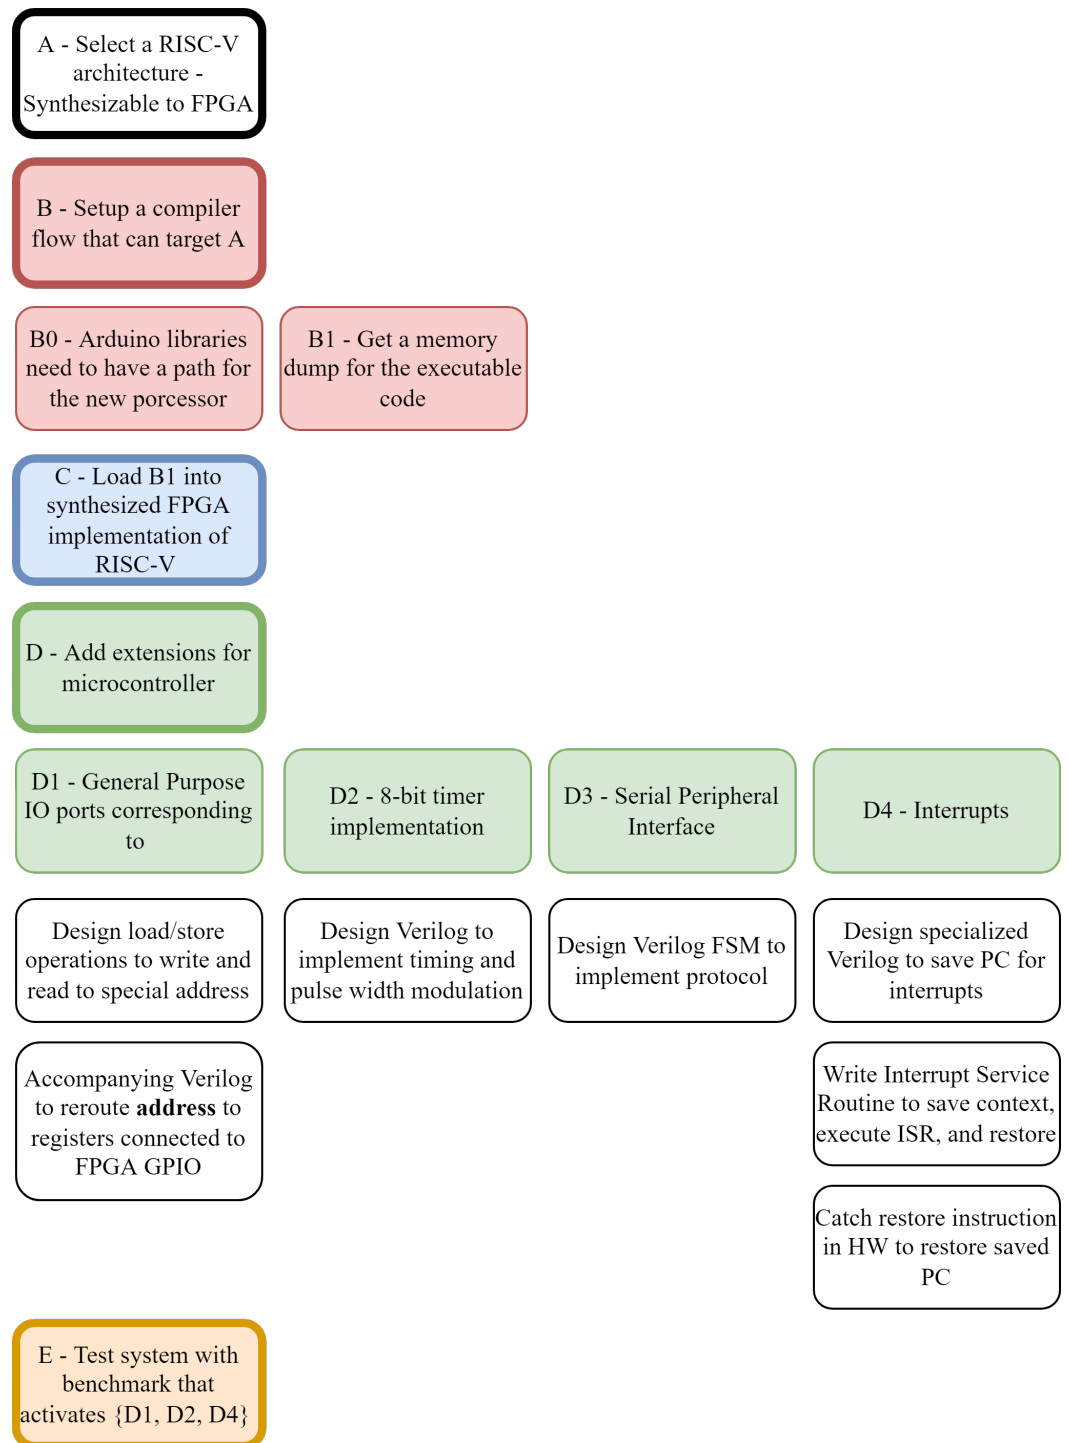 A - Select a RISC-V
architecture -
Synthesizable to FPGA
B - Setup a compiler
flow that can target A
B0 - Arduino libraries
need to have a path for
the new porcessor
B1 - Get a memory
dump for the executable
code
C - Load B1 into
synthesized FPGA
implementation of
RISC-V
D - Add extensions for
microcontroller
D1 - General Purpose
IO ports corresponding
to
D2 - 8-bit timer
implementation
D3 - Serial Peripheral
Interface
D4 - Interrupts
Design load/store
operations to write and
read to special address
Design Verilog to
implement timing and
pulse width modulation
Design Verilog FSM to
implement protocol
Design specialized
Verilog to save PC for
interrupts
Accompanying Verilog
to reroute address to
registers connected to
FPGA GPIO
Write Interrupt Service
Routine to save context,
execute ISR, and restore
Catch restore instruction
in HW to restore saved
PC
E - Test system with
benchmark that
activates {D1, D2, D4}